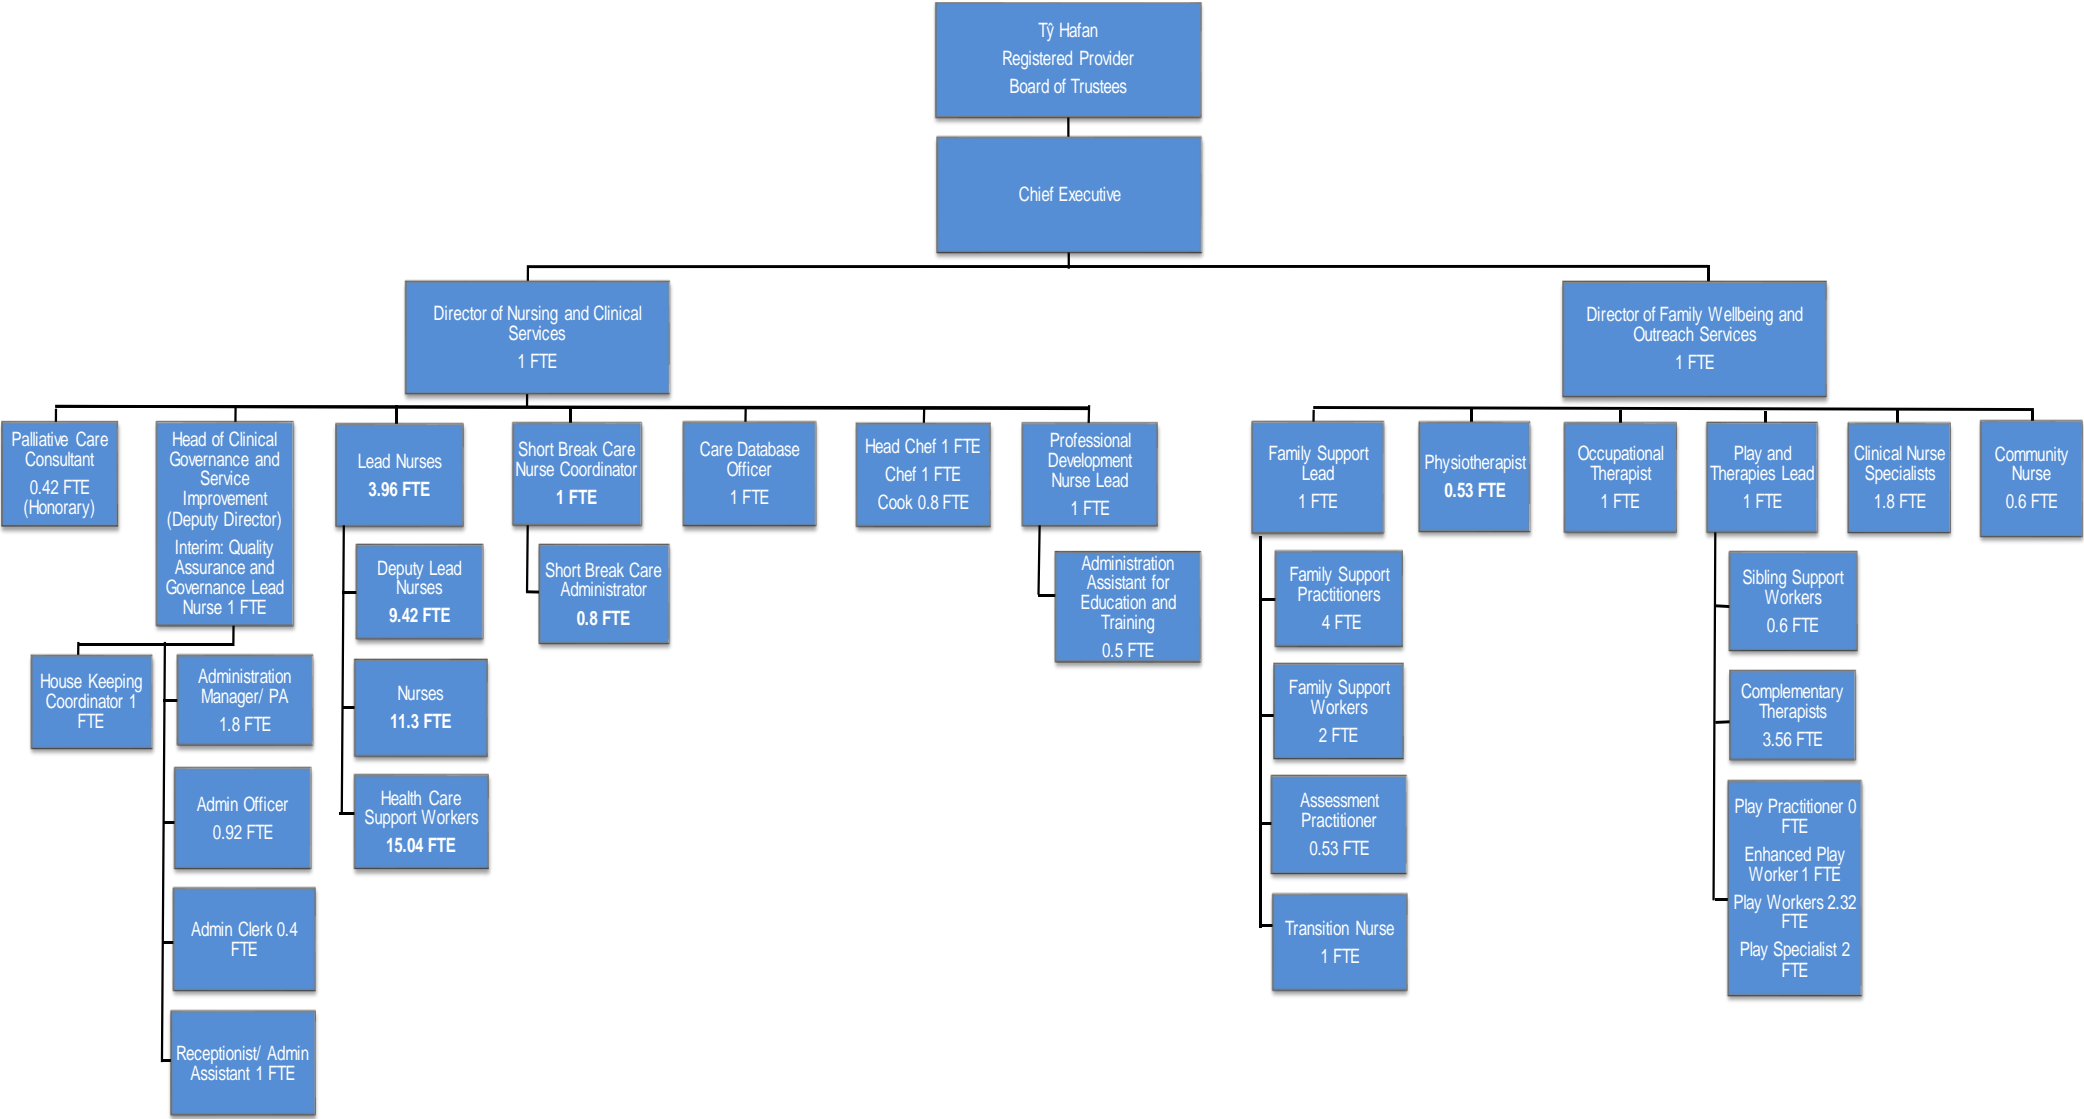 Tŷ Hafan
Registered Provider
Board of Trustees
Chief Executive
Director of Nursing and Clinical
Services
1 FTE
Director of Family Wellbeing and
Outreach Services
1 FTE
Palliative Care
Consultant
0.42 FTE
(Honorary)
Head of Clinical
Governance and
Service
Improvement
(Deputy Director)
Interim: Quality
Assurance and
Governance Lead
Nurse 1 FTE
Lead Nurses
3.96 FTE
Short Break Care
Nurse Coordinator
1 FTE
Care Database
Officer
1 FTE
Head Chef 1 FTE
Chef 1 FTE
Cook 0.8 FTE
Professional
Development
Nurse Lead
1 FTE
Family Support
Lead
1 FTE
Physiotherapist
0.53 FTE
Occupational
Therapist
1 FTE
Play and
Therapies Lead
1 FTE
Clinical Nurse
Specialists
1.8 FTE
Community
Nurse
0.6 FTE
House Keeping
Coordinator 1
FTE
Administration
Manager/ PA
1.8 FTE
Admin Officer
0.92 FTE
Admin Clerk 0.4
FTE
Receptionist/ Admin
Assistant 1 FTE
Deputy Lead
Nurses
9.42 FTE
Nurses
11.3 FTE
Health Care
Support Workers
15.04 FTE
Short Break Care
Administrator
0.8 FTE
Administration
Assistant for
Education and
Training
0.5 FTE
Family Support
Practitioners
4 FTE
Family Support
Workers
2 FTE
Assessment
Practitioner
0.53 FTE
Transition Nurse
1 FTE
Sibling Support
Workers
0.6 FTE
Complementary
Therapists
3.56 FTE
Play Practitioner 0
FTE
Enhanced Play
Worker 1 FTE
Play Workers 2.32
FTE
Play Specialist 2
FTE